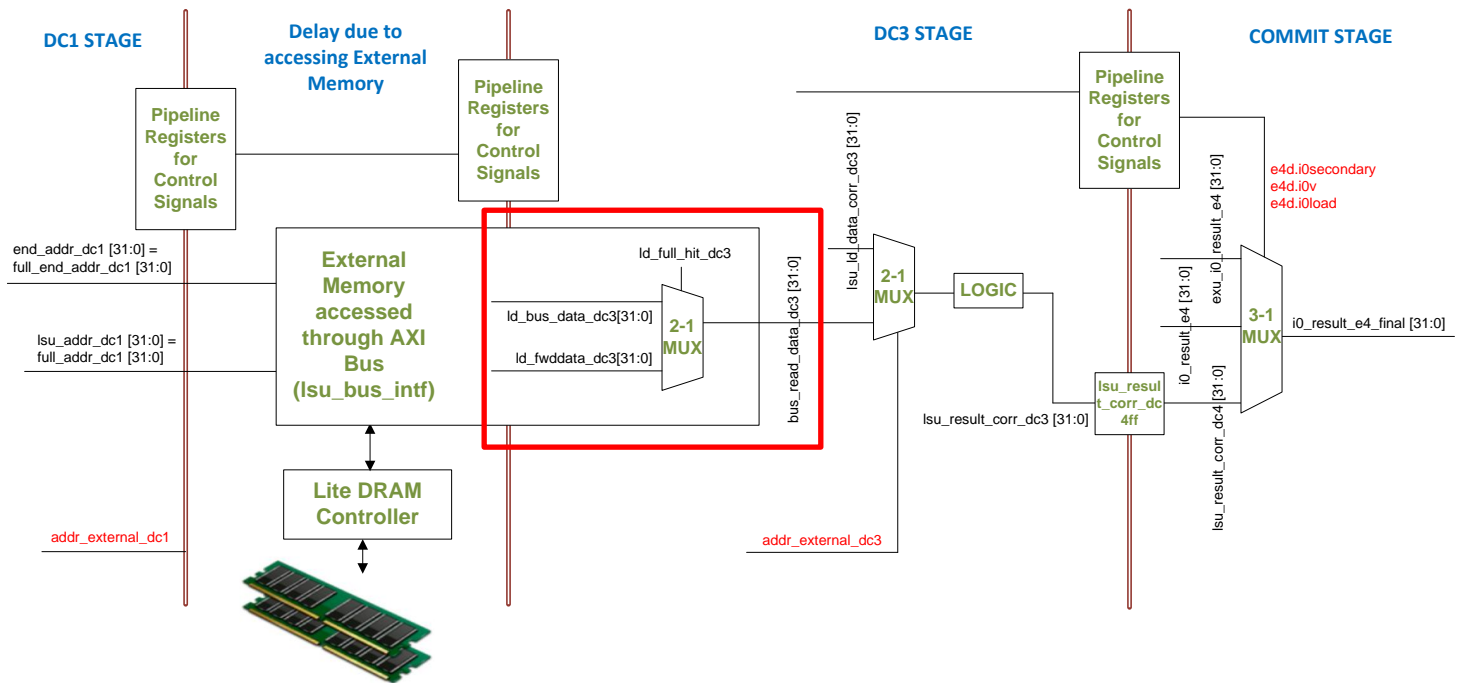 DC1 STAGE
Delay due to
accessing External
Memory
DC3 STAGE
COMMIT STAGE
Pipeline
Registers
for
Control
Signals
Pipeline
Registers
for
Control
Signals
Pipeline
Registers
for
Control
Signals
end_addr_dc1 [31:0] =
full_end_addr_dc1 [31:0]
lsu_addr_dc1 [31:0] =
full_addr_dc1 [31:0]
External
Memory
accessed
through AXI
Bus
(lsu_bus_intf)
ld_full_hit_dc3
ld_bus_data_dc3[31:0]
ld_fwddata_dc3[31:0]
2-1
MUX
bus_read_data_dc3 [31:0]
lsu_ld_data_corr_dc3 [31:0]
2-1
MUX
LOGIC
lsu_result_corr_dc3 [31:0]
lsu_resul
t_corr_dc
4ff
e4d.i0secondary
e4d.i0v
e4d.i0load
exu_i0_result_e4 [31:0]
i0_result_e4 [31:0]
lsu_result_corr_dc4 [31:0]
3-1
MUX
i0_result_e4_final [31:0]
Lite DRAM
Controller
addr_external_dc1
addr_external_dc3